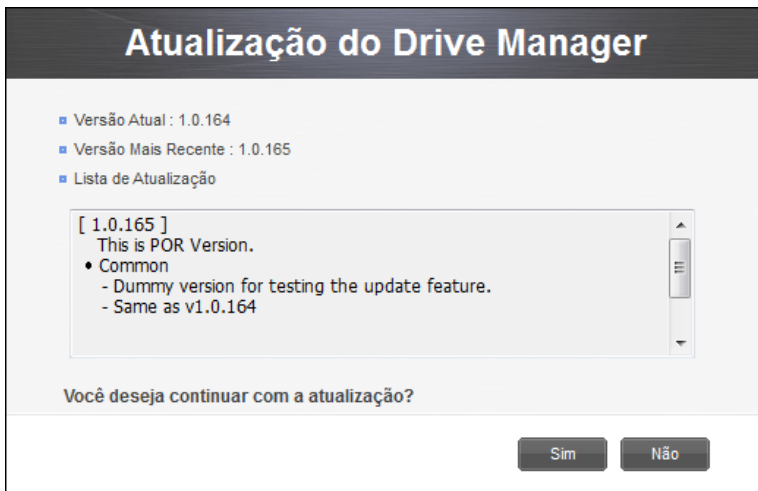 Atualização do Drive Manager
Versão Atual : 1.0.164
Versão Mais Recente : 1.0.165
Lista de Atualização
[ 1.0.165 ]
This is POR Version.
• Common
- Dummy version for testing the update feature.
- Same as v1.0.164
Você deseja continuar com a atualização?
Sim
Não